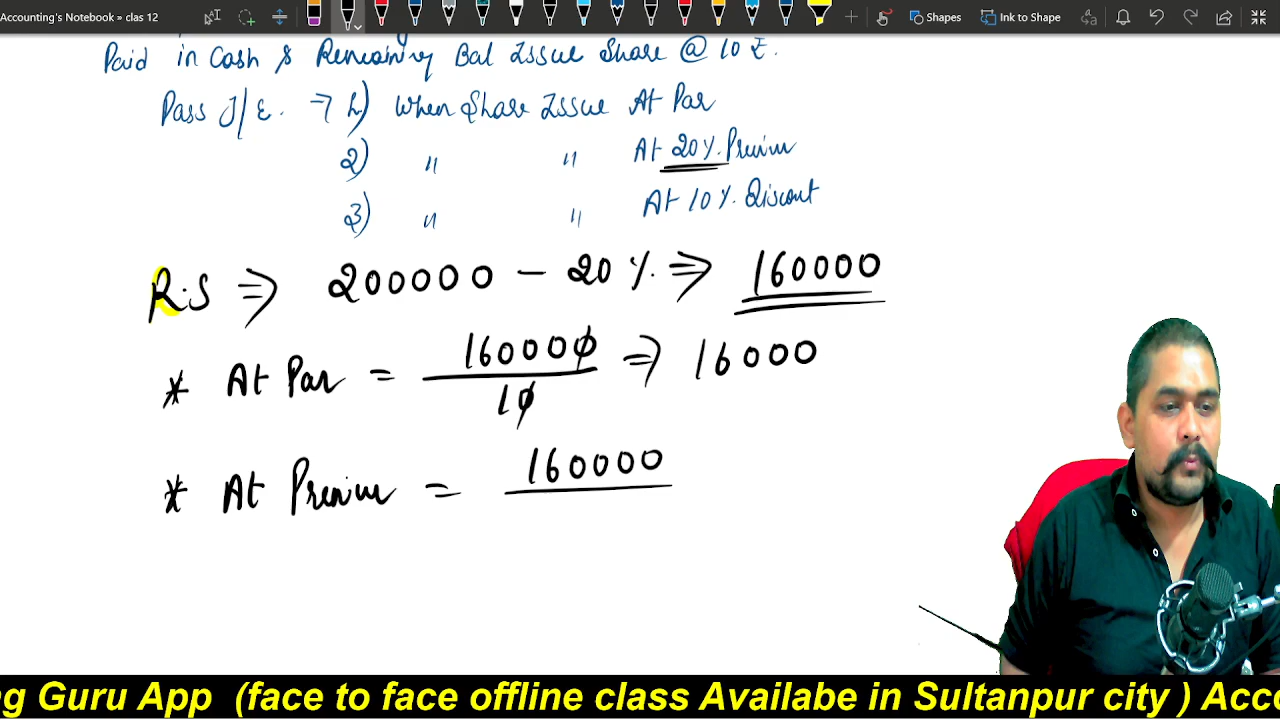 Accounting's Notebook » clas 12
Shapes
Ink to Shape
Paid in Cash & Remaining Bal Issue Share @ 10 ₹.
Pass J/E. → 1) When Share Issue At Par
2) " " At 20%. Premium
3) " " At 10%. Discount
R.S ⇒ 200000 - 20 %. ⇒ 160000
* At Par = 160000 / 10 ⇒ 16000
* At Premium = 160000
ng Guru App (face to face offline class Availabe in Sultanpur city ) Acco